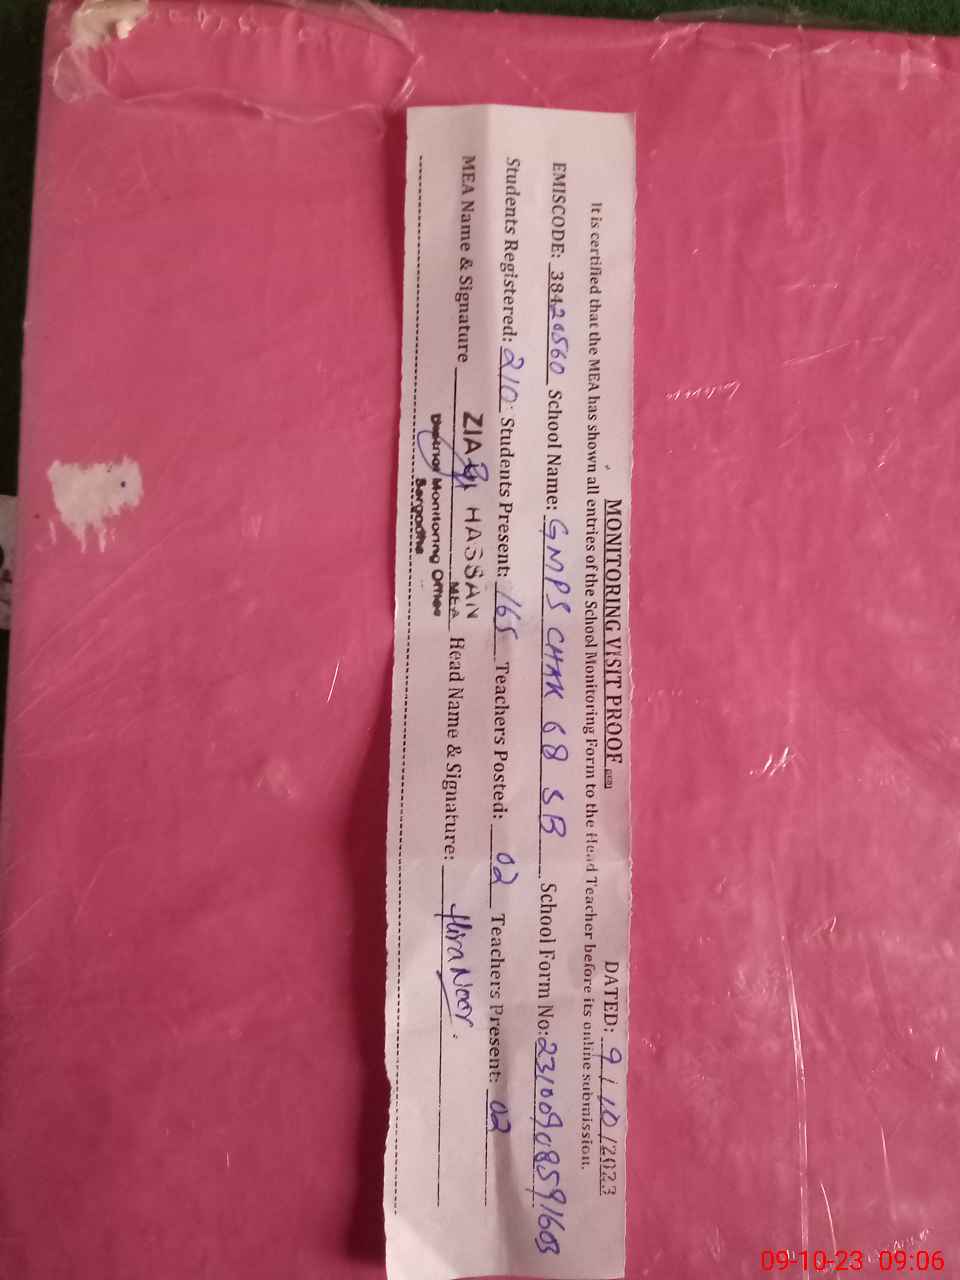 MONITORING VISIT PROOF DATED: 9/10/2023
It is certified that the MEA has shown all entries of the School Monitoring Form to the Head Teacher before its online submission.
EMISCODE: 38420560 School Name: GMPS CHAK 68 SB School Form No: 23100908591603
Students Registered: 210 Students Present: 165 Teachers Posted: 02 Teachers Present: 02
MEA Name & Signature ZIA HASSAN MEA Head Name & Signature: Hira Noor.
District Monitoring Officer
Sargodha
09-10-23 09:06